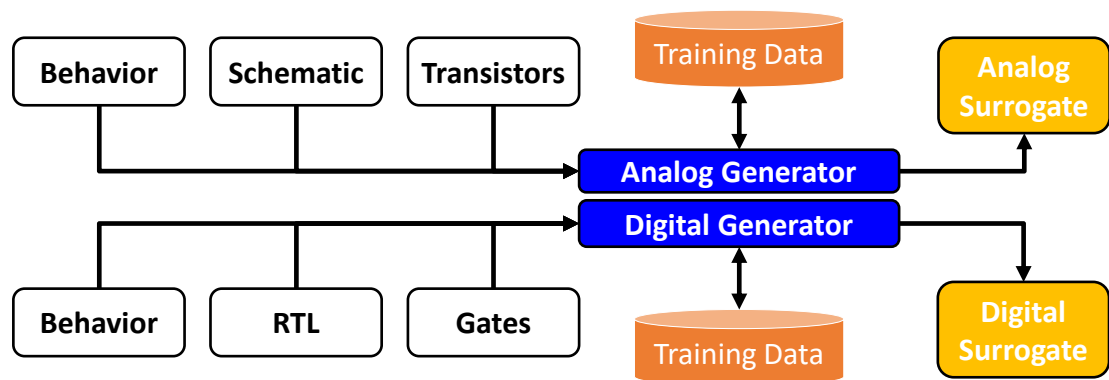 Behavior
Schematic
Transistors
Training Data
Analog
Surrogate
Analog Generator
Digital Generator
Behavior
RTL
Gates
Training Data
Digital
Surrogate